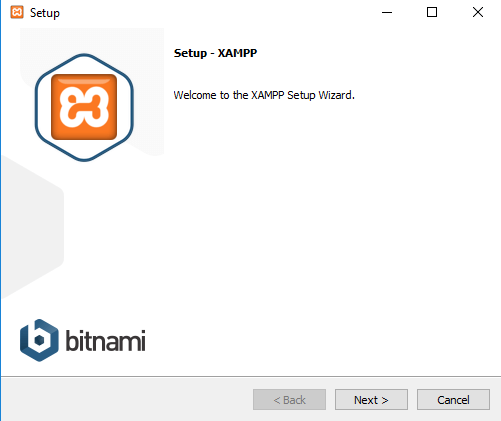 Setup
Setup - XAMPP
Welcome to the XAMPP Setup Wizard.
bitnami
< Back
Next >
Cancel